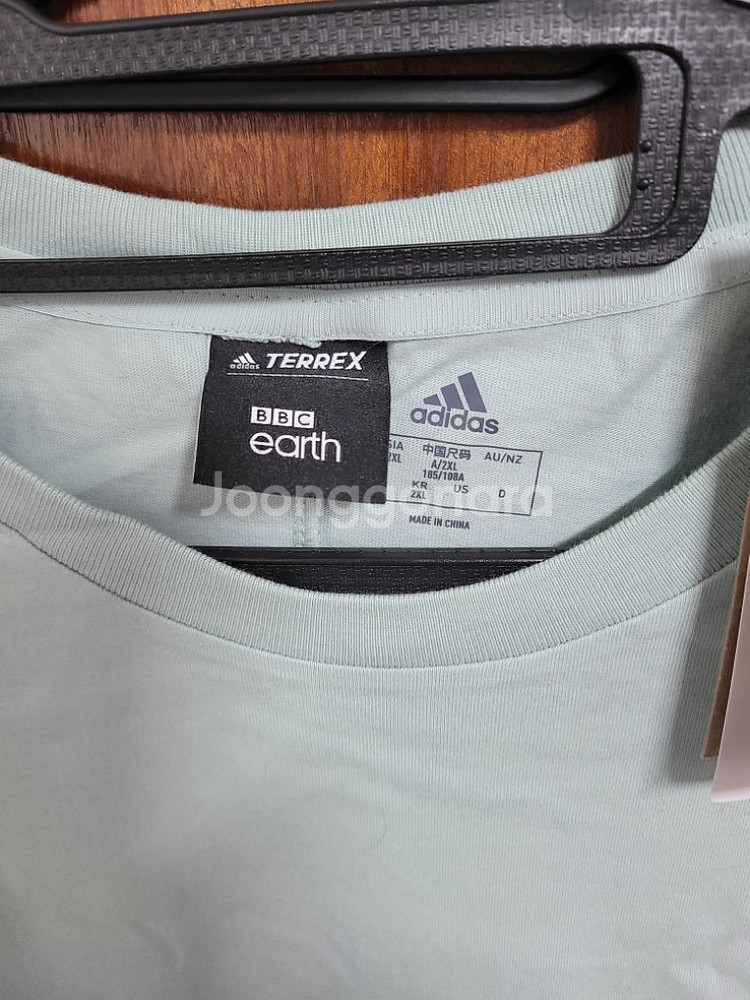 adidas TERREX
BBC
earth
adidas
中国尺码 AU/NZ
2XL A/2XL
185/108A
KR US D
2XL
MADE IN CHINA
Joonggonara